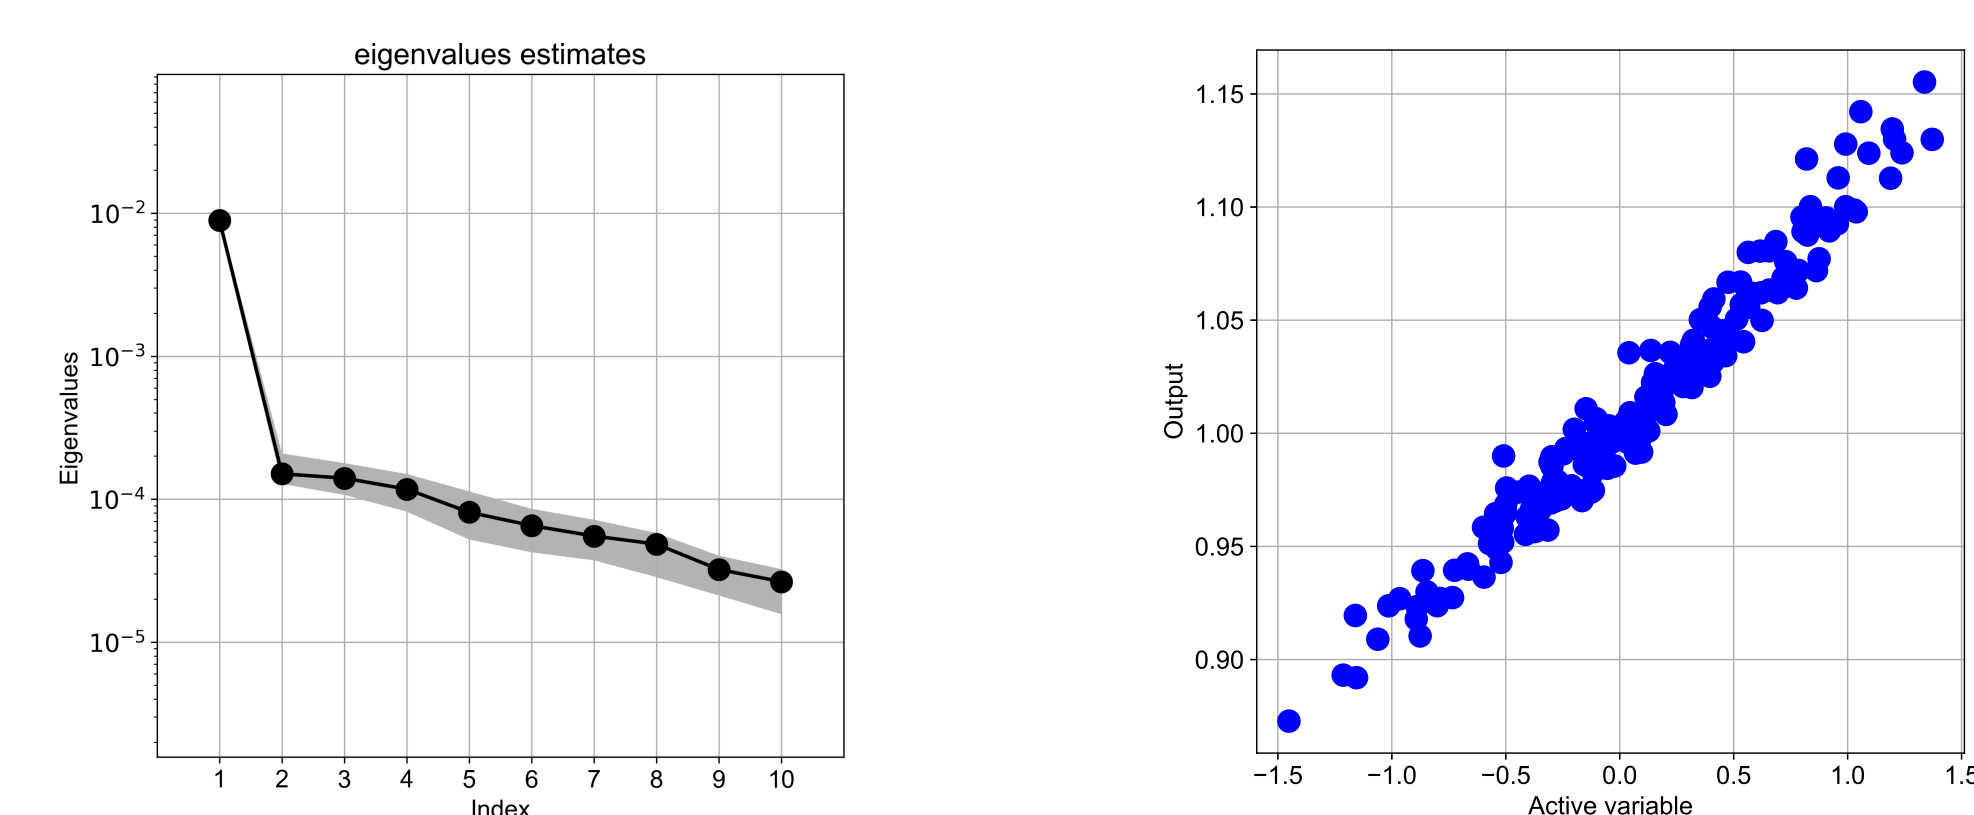 eigenvalues estimates
Eigenvalues
10−2
10−3
10−4
10−5
1 2 3 4 5 6 7 8 9 10
Index
Output
1.15
1.10
1.05
1.00
0.95
0.90
−1.5 −1.0 −0.5 0.0 0.5 1.0 1.5
Active variable